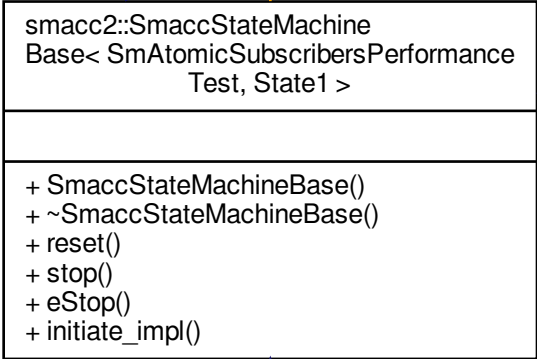 smacc2::SmaccStateMachine
Base< SmAtomicSubscribersPerformance
Test, State1 >
+ SmaccStateMachineBase()
+ ~SmaccStateMachineBase()
+ reset()
+ stop()
+ eStop()
+ initiate_impl()